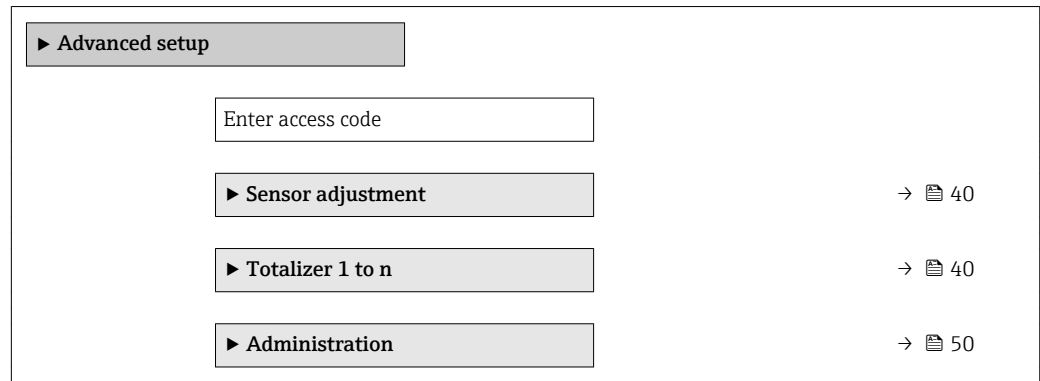 ▶ Advanced setup
Enter access code
▶ Sensor adjustment → 40
▶ Totalizer 1 to n → 40
▶ Administration → 50